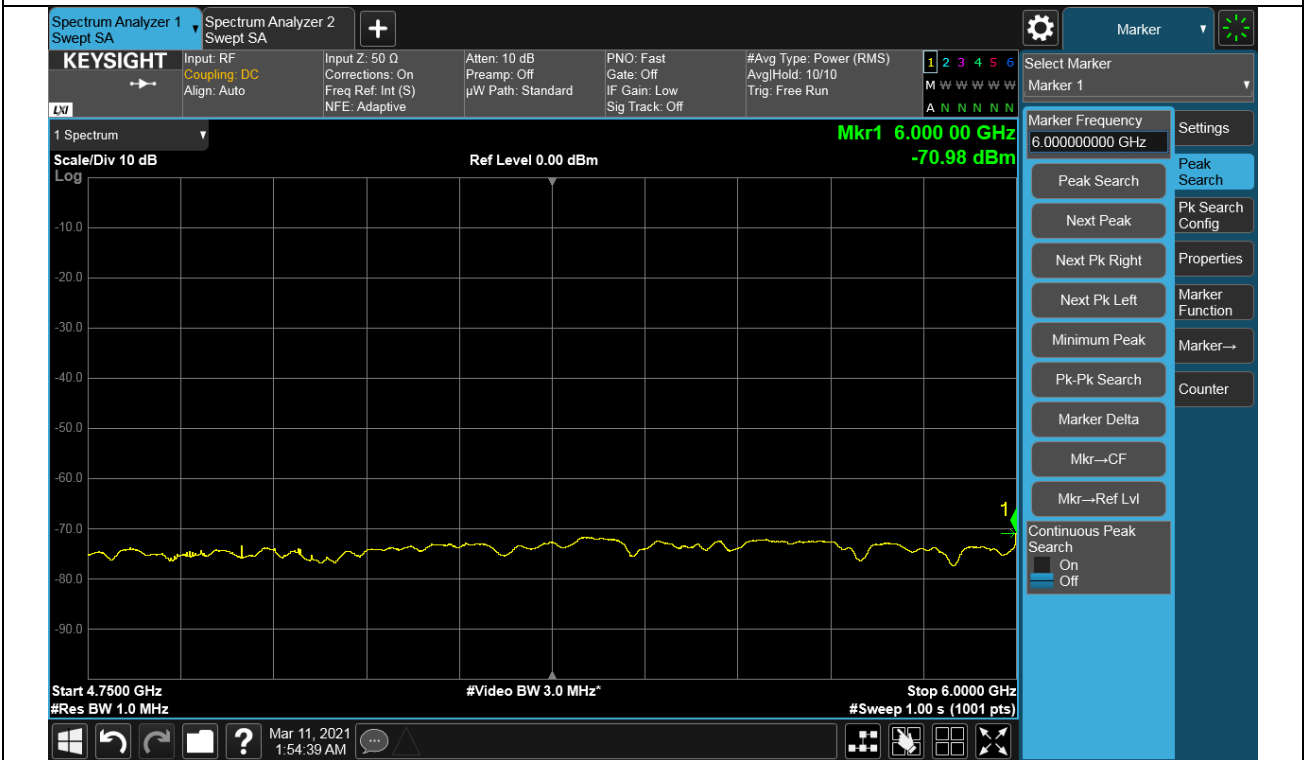 Spectrum Analyzer 1
Swept SA
Spectrum Analyzer 2
Swept SA
Marker
KEYSIGHT
LXI
Input: RF
Coupling: DC
Align: Auto
Input Z: 50 Ω
Corrections: On
Freq Ref: Int (S)
NFE: Adaptive
Atten: 10 dB
Preamp: Off
µW Path: Standard
PNO: Fast
Gate: Off
IF Gain: Low
Sig Track: Off
#Avg Type: Power (RMS)
Avg|Hold: 10/10
Trig: Free Run
1 2 3 4 5 6
M W W W W W
A N N N N N
Select Marker
Marker 1
1 Spectrum
Mkr1 6.000 00 GHz
-70.98 dBm
Scale/Div 10 dB
Ref Level 0.00 dBm
Log
-10.0
-20.0
-30.0
-40.0
-50.0
-60.0
-70.0
-80.0
-90.0
1
Start 4.7500 GHz
#Video BW 3.0 MHz*
Stop 6.0000 GHz
#Res BW 1.0 MHz
#Sweep 1.00 s (1001 pts)
Marker Frequency
6.000000000 GHz
Peak Search
Next Peak
Next Pk Right
Next Pk Left
Minimum Peak
Pk-Pk Search
Marker Delta
Mkr→CF
Mkr→Ref Lvl
Continuous Peak
Search
On
Off
Settings
Peak
Search
Pk Search
Config
Properties
Marker
Function
Marker→
Counter
?
Mar 11, 2021
1:54:39 AM